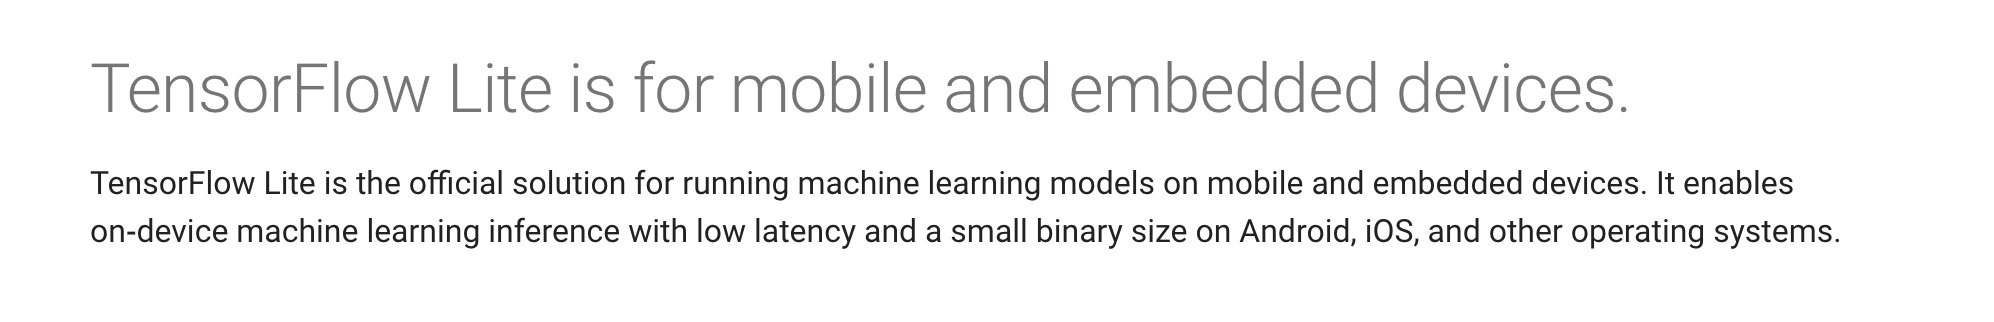 TensorFlow Lite is for mobile and embedded devices.
TensorFlow Lite is the official solution for running machine learning models on mobile and embedded devices. It enables
on-device machine learning inference with low latency and a small binary size on Android, iOS, and other operating systems.